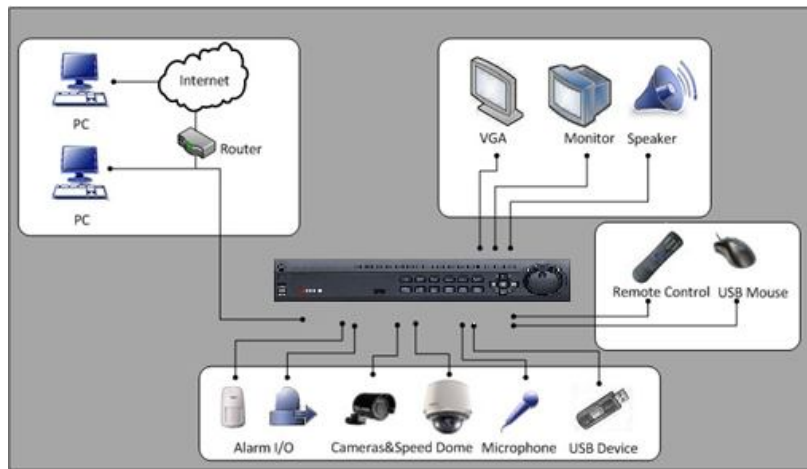 Internet
PC
Router
PC
VGA
Monitor
Speaker
Remote Control
USB Mouse
Alarm I/O
Cameras&Speed Dome
Microphone
USB Device